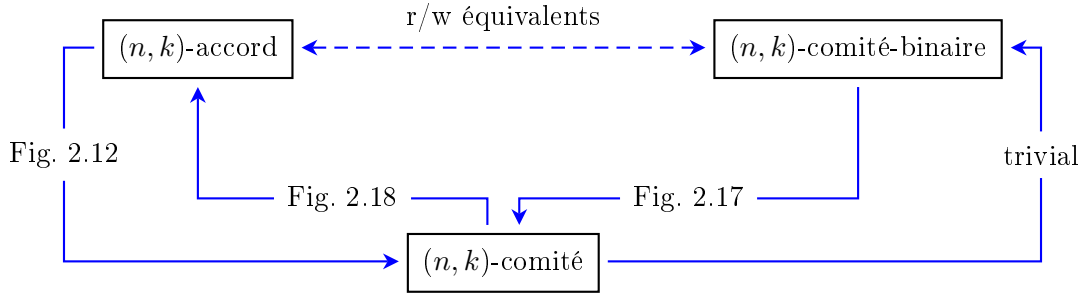 r/w équivalents
(n, k)-accord
(n, k)-comité-binaire
Fig. 2.12
trivial
Fig. 2.18
Fig. 2.17
(n, k)-comité